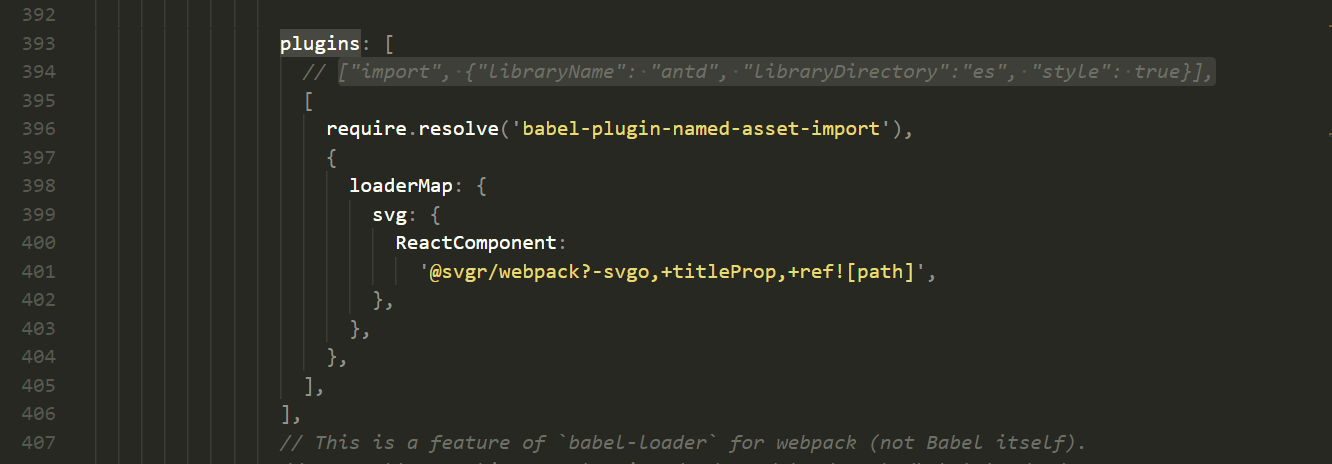 392
393 plugins: [
394 // ["import", {"libraryName": "antd", "libraryDirectory":"es", "style": true}],
395 [
396 require.resolve('babel-plugin-named-asset-import'),
397 {
398 loaderMap: {
399 svg: {
400 ReactComponent:
401 '@svgr/webpack?-svgo,+titleProp,+ref![path]',
402 },
403 },
404 },
405 ],
406 ],
407 // This is a feature of `babel-loader` for webpack (not Babel itself).